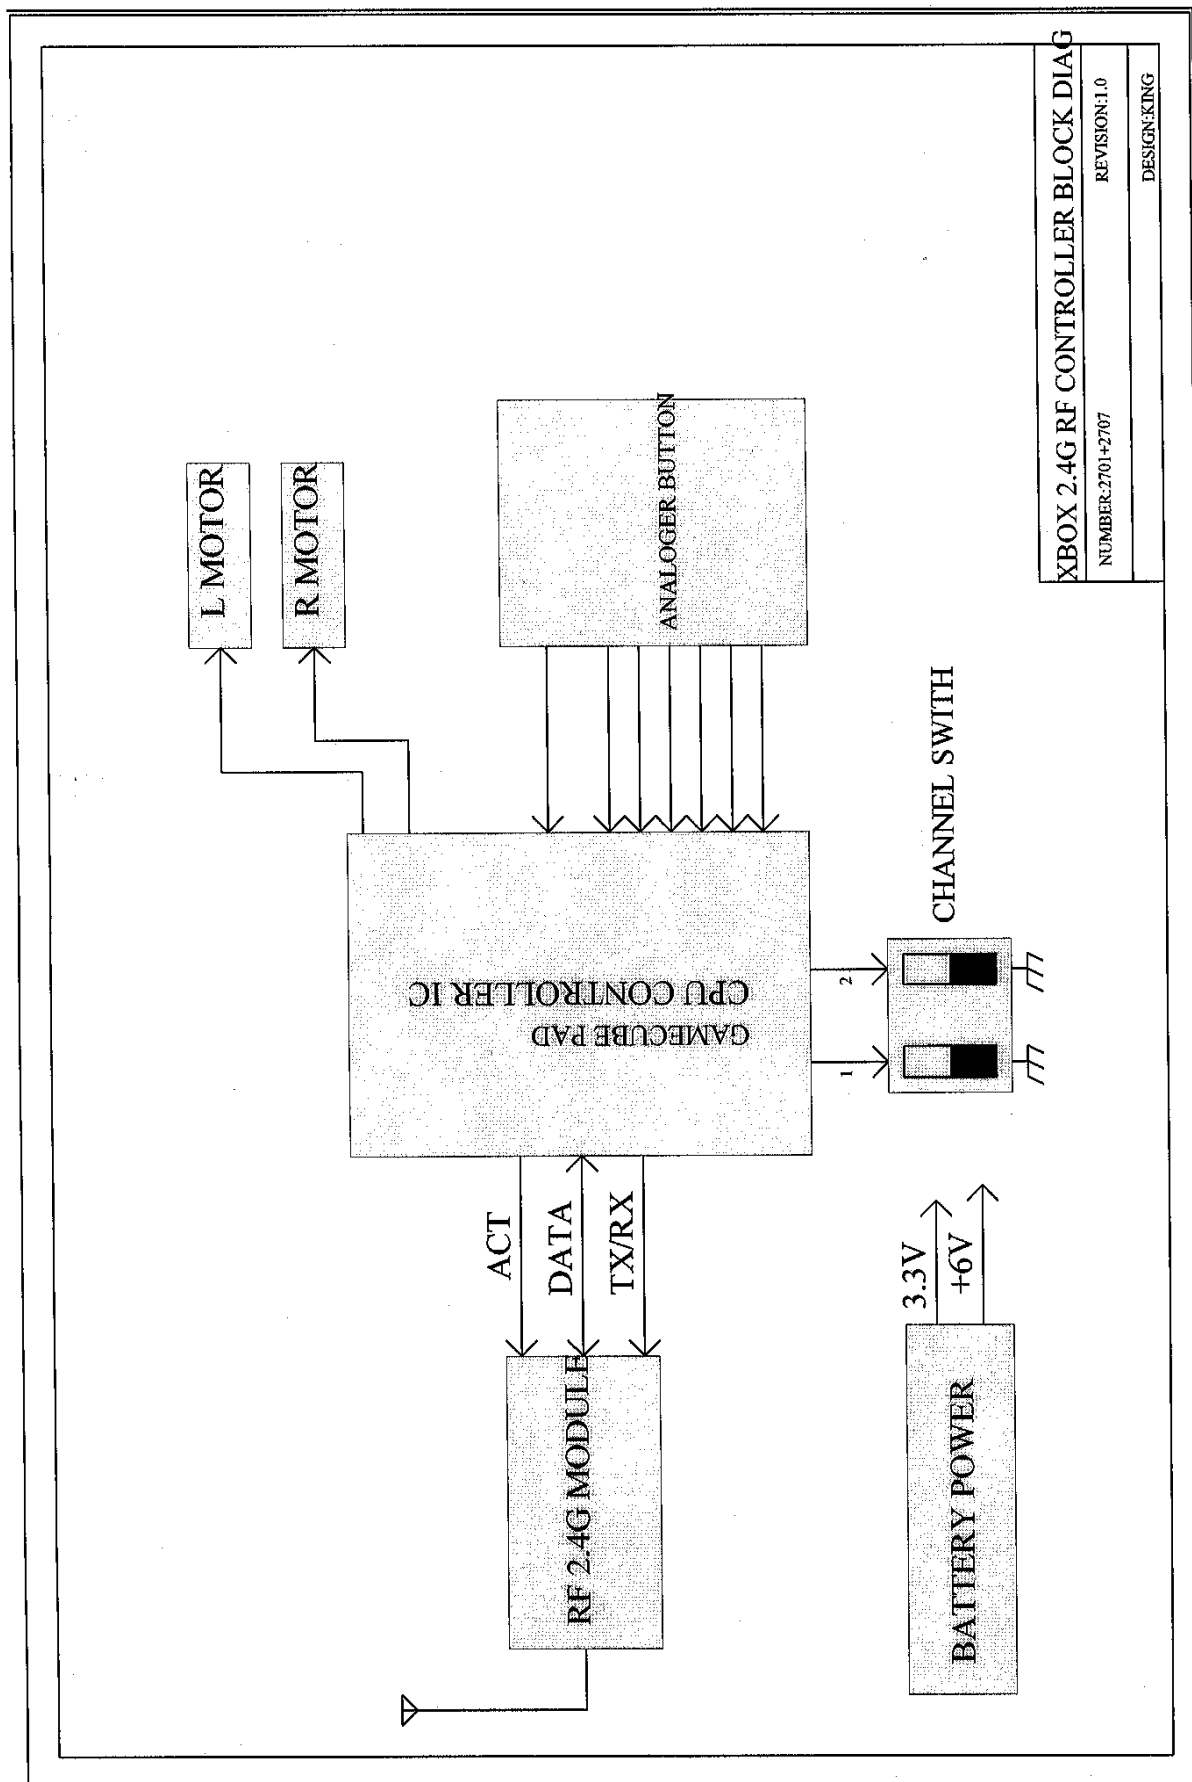 L MOTOR
R MOTOR
ANALOGER BUTTON
CPU CONTROLLER IC
GAMECUBE PAD
ACT
DATA
TX/RX
RF 2.4G MODULE
1
2
CHANNEL SWITH
3.3V
+6V
BATTERY POWER
XBOX 2.4G RF CONTROLLER BLOCK DIAG
NUMBER:2701+2707
REVISION:1.0
DESIGN:KING